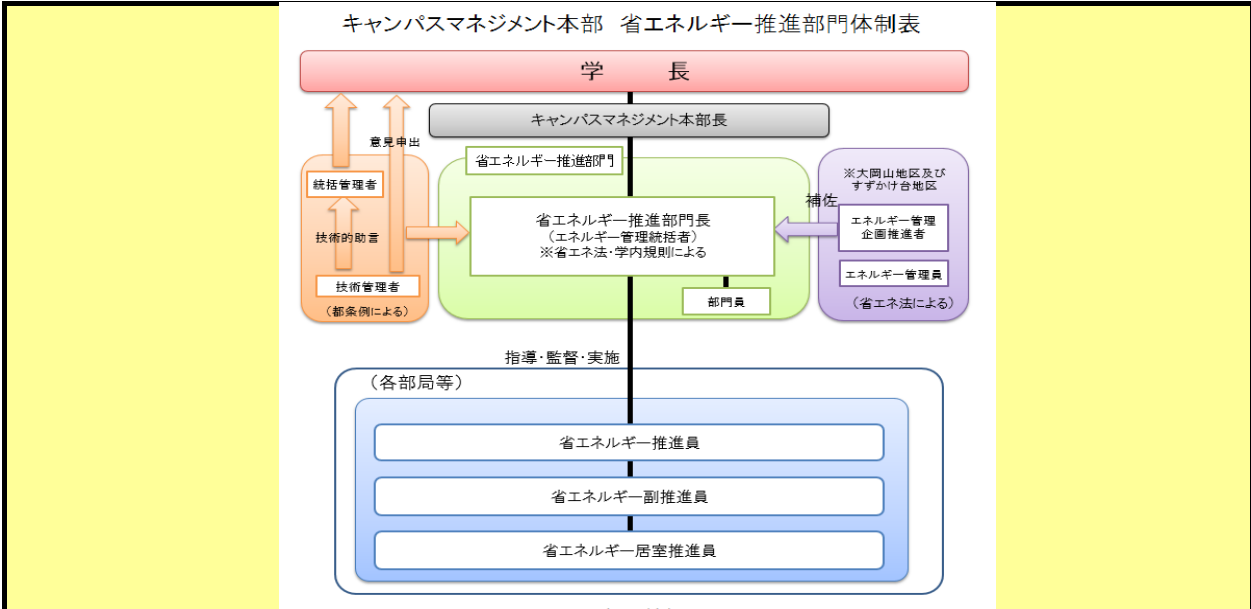 キャンパスマネジメント本部 省エネルギー推進部門体制表
学 長
キャンパスマネジメント本部長
意見申出
統括管理者
技術的助言
技術管理者
(都条例による)
省エネルギー推進部門
省エネルギー推進部門長
(エネルギー管理統括者)
※省エネ法・学内規則による
部門員
補佐
※大岡山地区及び
すずかけ台地区
エネルギー管理
企画推進者
エネルギー管理員
(省エネ法による)
指導・監督・実施
(各部局等)
省エネルギー推進員
省エネルギー副推進員
省エネルギー居室推進員